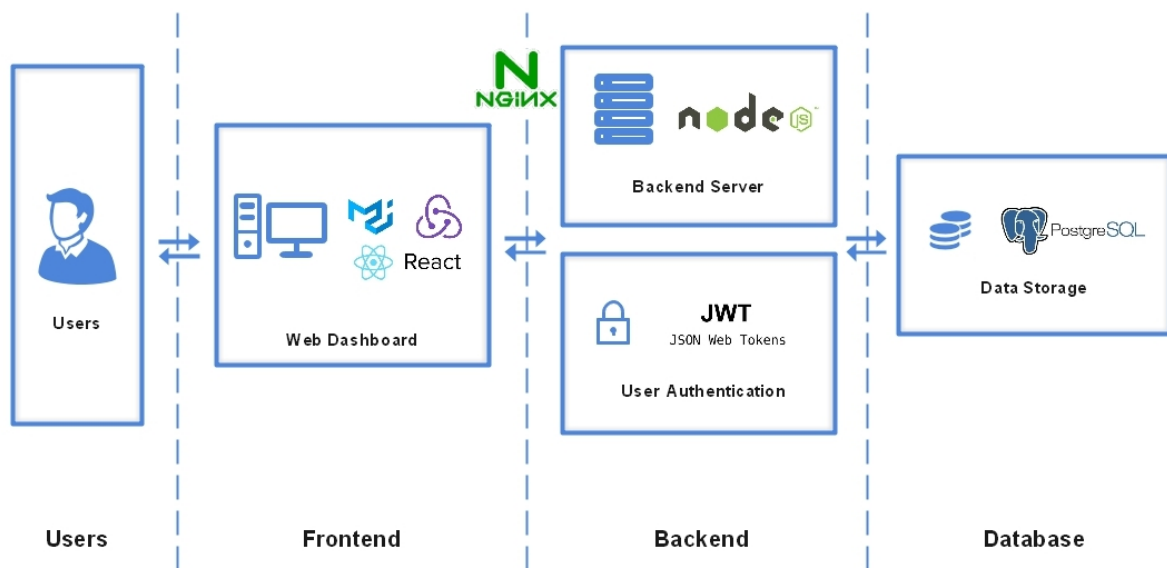 NGiNX
node
JS
Backend Server
React
PostgreSQL
Data Storage
Users
Web Dashboard
JWT
JSON Web Tokens
User Authentication
Users
Frontend
Backend
Database